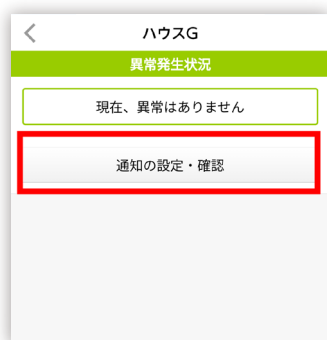 ハウスG
異常発生状況
現在、異常はありません
通知の設定・確認